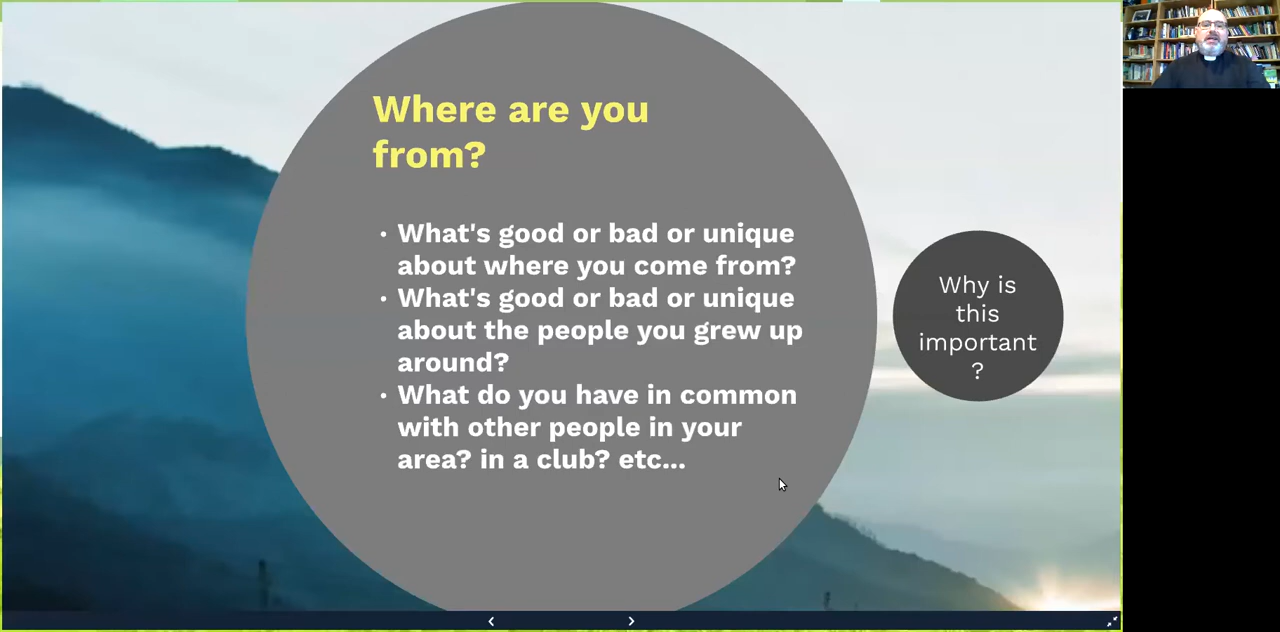 Where are you
from?
• What's good or bad or unique
about where you come from?
• What's good or bad or unique
about the people you grew up
around?
• What do you have in common
with other people in your
area? in a club? etc...
Why is
this
important
?